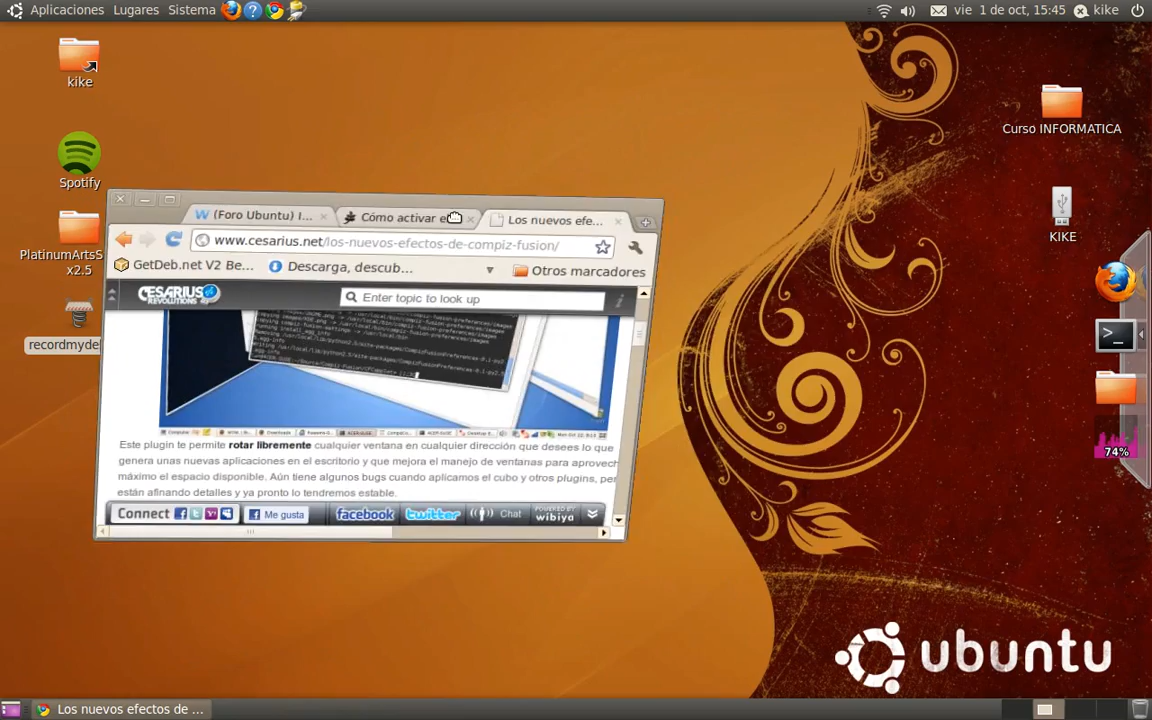 Aplicaciones Lugares Sistema
vie 1 de oct, 15:45 kike
kike
Spotify
PlatinumArtsS
x2.5
recordmyde
Curso INFORMATICA
KIKE
(Foro Ubuntu) I...
Cómo activar e
Los nuevos efe...
www.cesarius.net/los-nuevos-efectos-de-compiz-fusion/
GetDeb.net V2 Be...
Descarga, descub...
Otros marcadores
CESARIUS
REVOLUTIONS
Enter topic to look up
Este plugin te permite rotar libremente cualquier ventana en cualquier dirección que desees lo que
genera unas nuevas aplicaciones en el escritorio y que mejora el manejo de ventanas para aprovech
máximo el espacio disponible. Aún tiene algunos bugs cuando aplicamos el cubo y otros plugins, per
están afinando detalles y ya pronto lo tendremos estable.
Connect
Me gusta
facebook
twitter
Chat
POWERED BY
wibiya
74%
ubuntu
Los nuevos efectos de ...